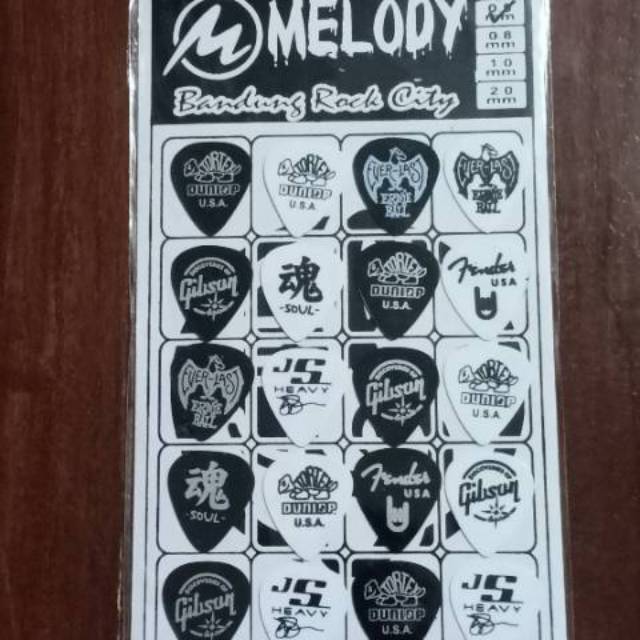 M MELODY
Bandung Rock City
mm
0.8 mm
1.0 mm
2.0 mm
TORTEX DUNLOP U.S.A.
TORTEX DUNLOP U.S.A.
EVER-LAST ERNIE BALL
EVER-LAST ERNIE BALL
Gibson
魂 -SOUL-
TORTEX DUNLOP U.S.A.
Fender USA
EVER-LAST ERNIE BALL
JS HEAVY
Gibson
TORTEX DUNLOP U.S.A.
魂 -SOUL-
TORTEX DUNLOP U.S.A.
Fender USA
Gibson
Gibson
JS HEAVY
TORTEX DUNLOP U.S.A.
JS HEAVY